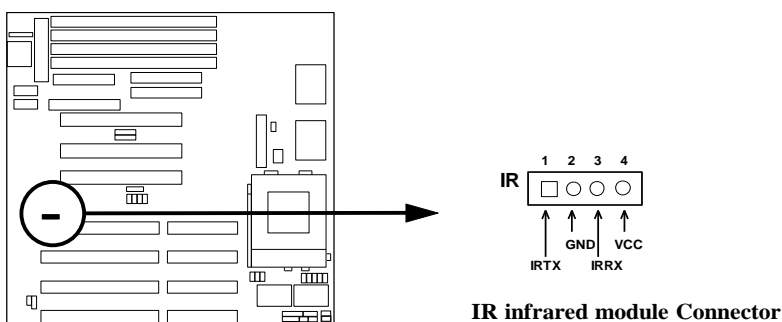 1 2 3 4
IR
GND VCC
IRTX IRRX
IR infrared module Connector